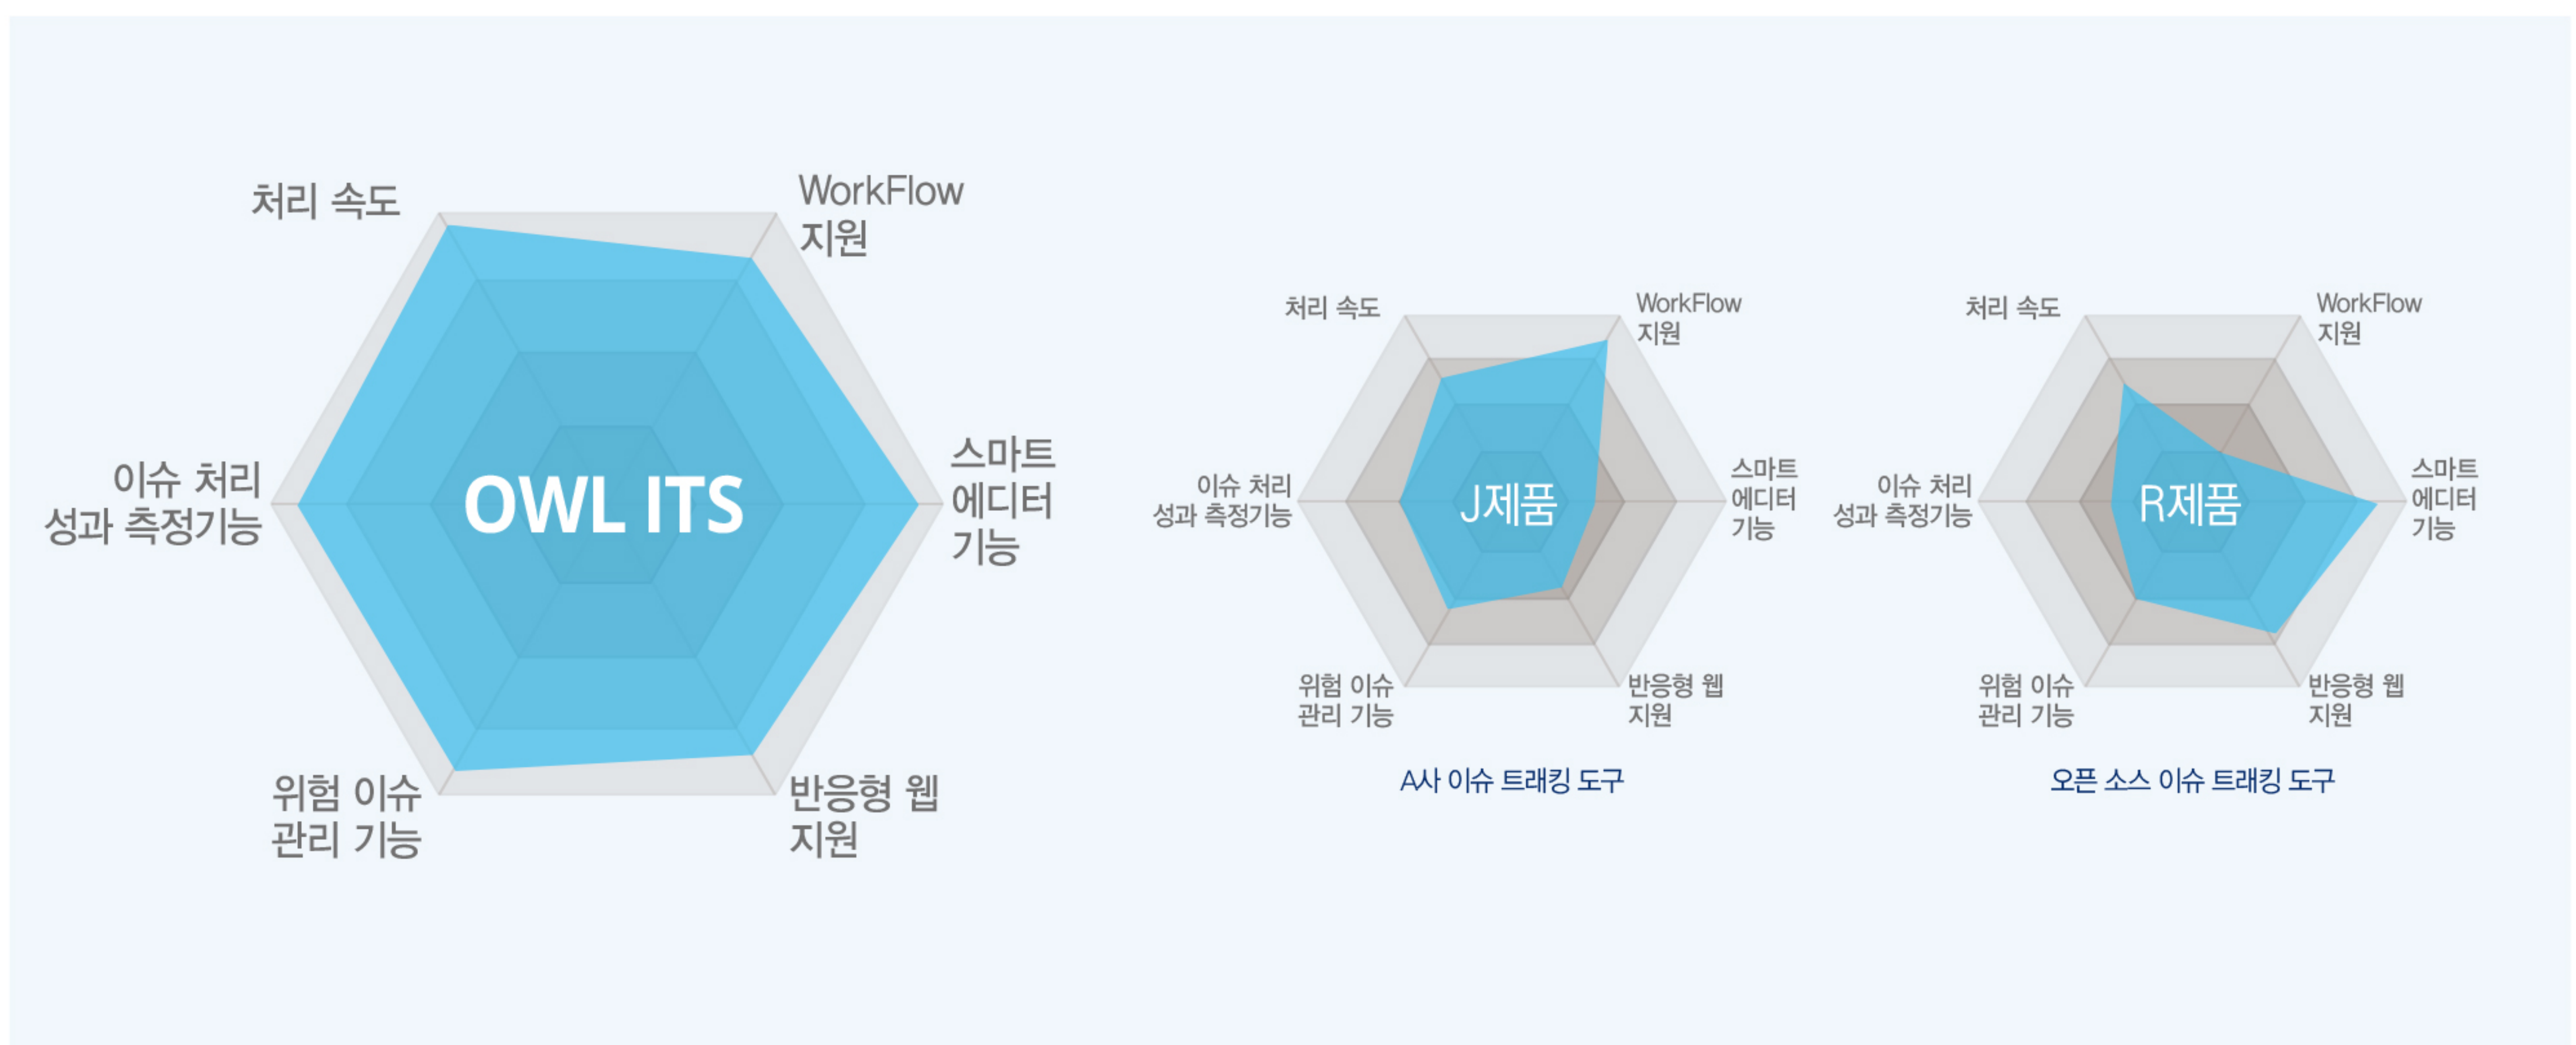 처리 속도
WorkFlow
지원
스마트
에디터
기능
이슈 처리
성과 측정기능
OWL ITS
위험 이슈
관리 기능
반응형 웹
지원
처리 속도
WorkFlow
지원
이슈 처리
성과 측정기능
J제품
스마트
에디터
기능
위험 이슈
관리 기능
반응형 웹
지원
A사 이슈 트래킹 도구
처리 속도
WorkFlow
지원
이슈 처리
성과 측정기능
R제품
스마트
에디터
기능
위험 이슈
관리 기능
반응형 웹
지원
오픈 소스 이슈 트래킹 도구